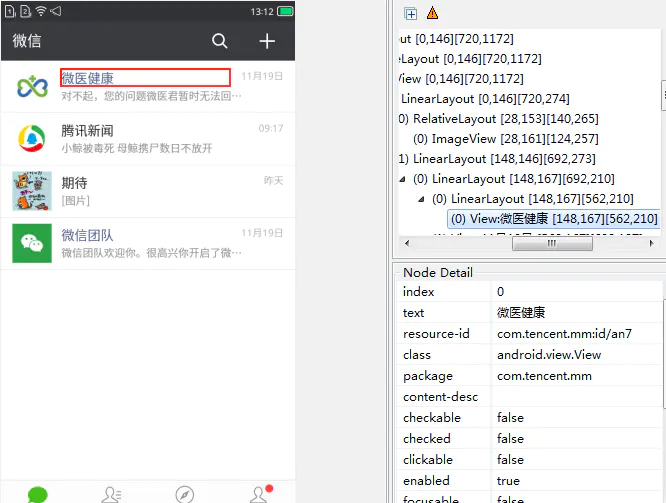 13:12
微信
微医健康
11月19日
对不起，您的问题微医君暂时无法回···
腾讯新闻
09:17
小鲸被毒死 母鲸携尸数日不放开
期待
昨天
[图片]
微信团队
11月19日
微信团队欢迎你。很高兴你开启了微···
out [0,146][720,1172]
eLayout [0,146][720,1172]
View [0,146][720,1172]
LinearLayout [0,146][720,274]
0) RelativeLayout [28,153][140,265]
(0) ImageView [28,161][124,257]
1) LinearLayout [148,146][692,273]
(0) LinearLayout [148,167][692,210]
(0) LinearLayout [148,167][562,210]
(0) View:微医健康 [148,167][562,210]
Node Detail
index 0
text 微医健康
resource-id com.tencent.mm:id/an7
class android.view.View
package com.tencent.mm
content-desc
checkable false
checked false
clickable false
enabled true
focusable false